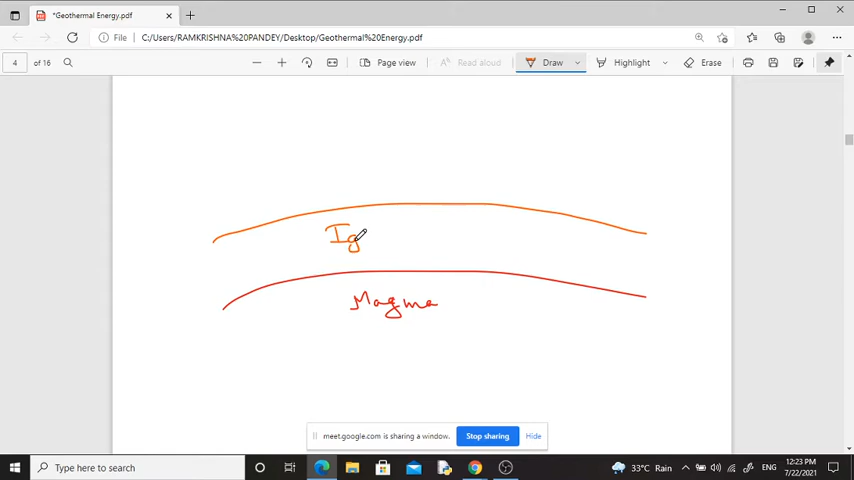 *Geothermal Energy.pdf
File
C:/Users/RAMKRISHNA%20PANDEY/Desktop/Geothermal%20Energy.pdf
4 of 16
Page view
Read aloud
Draw
Highlight
Erase
Ig
Magma
meet.google.com is sharing a window.
Stop sharing
Hide
Type here to search
33°C Rain
ENG
12:23 PM
7/22/2021